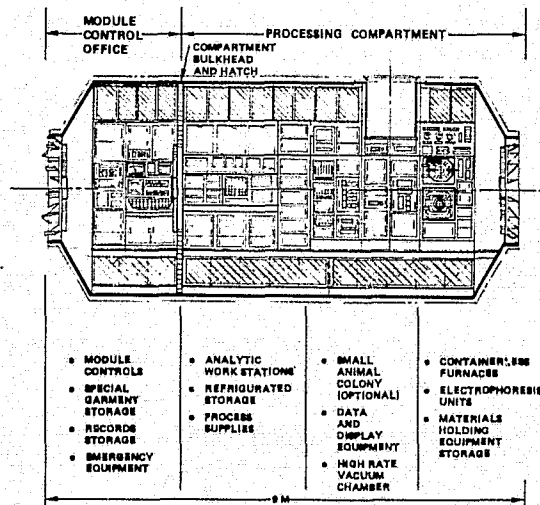 MODULE
CONTROL
OFFICE
PROCESSING COMPARTMENT
COMPARTMENT
BULKHEAD
AND HATCH
• MODULE
CONTROLS
• SPECIAL
GARMENT
STORAGE
• RECORDS
STORAGE
• EMERGENCY
EQUIPMENT
• ANALYTIC
WORK STATIONS
• REFRIGURATED
STORAGE
• PROCESS
SUPPLIES
• SMALL
ANIMAL
COLONY
(OPTIONAL)
• DATA
AND
DISPLAY
EQUIPMENT
• HIGH RATE
VACUUM
CHAMBER
• CONTAINERLESS
FURNACES
• ELECTROPHORESIS
UNITS
• MATERIALS
HOLDING
EQUIPMENT
STORAGE
9 M